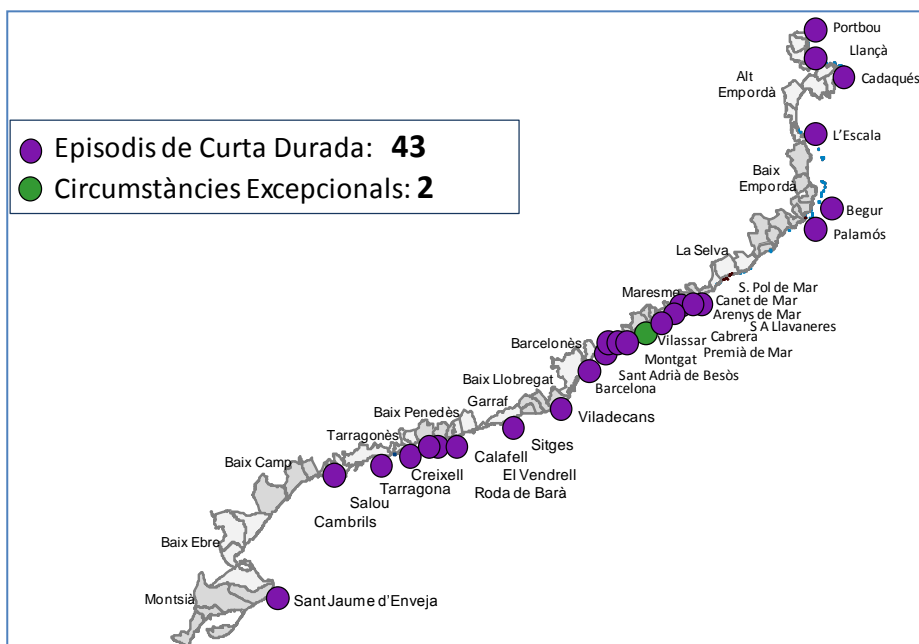 Portbou
Llançà
Cadaqués
Alt
Empordà
L'Escala
Episodis de Curta Durada: 43
Circumstàncies Excepcionals: 2
Baix
Empordà
Begur
Palamós
La Selva
S. Pol de Mar
Maresme
Canet de Mar
Arenys de Mar
S A Llavaneres
Cabrera
Vilassar
Premià de Mar
Montgat
Barcelonès
Sant Adrià de Besòs
Barcelona
Baix Llobregat
Viladecans
Garraf
Sitges
Baix Penedès
Calafell
El Vendrell
Roda de Barà
Tarragonès
Creixell
Tarragona
Baix Camp
Salou
Cambrils
Baix Ebre
Montsià
Sant Jaume d'Enveja